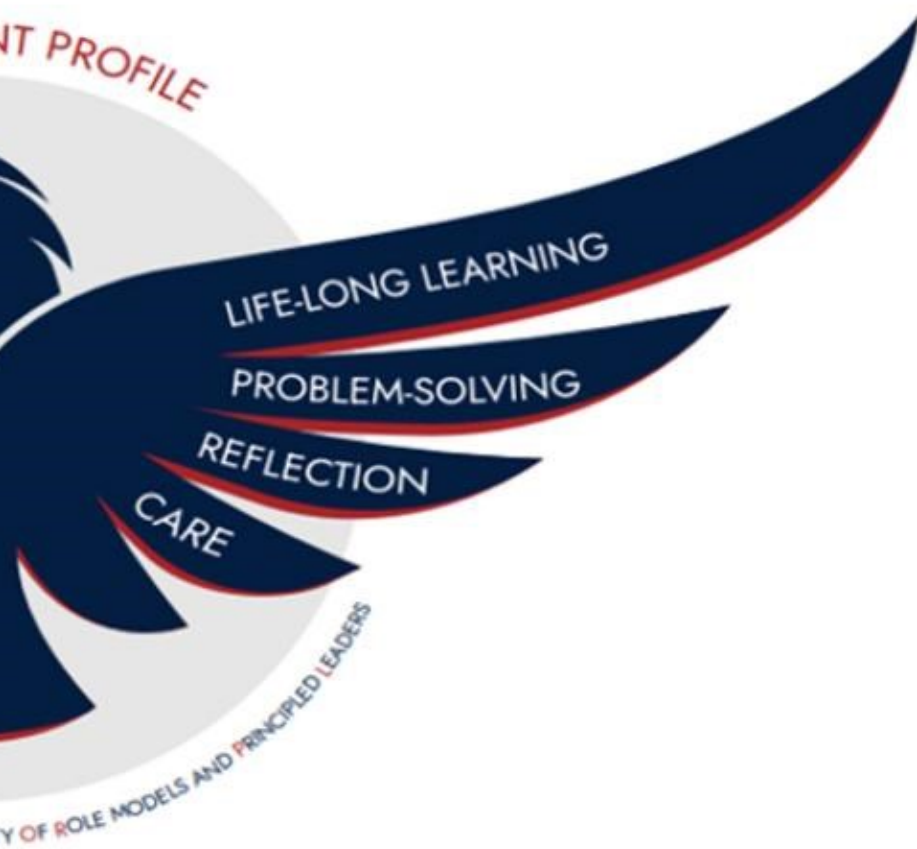 NT PROFILE
LIFE-LONG LEARNING
PROBLEM-SOLVING
REFLECTION
CARE
Y OF ROLE MODELS AND PRINCIPLED LEADERS